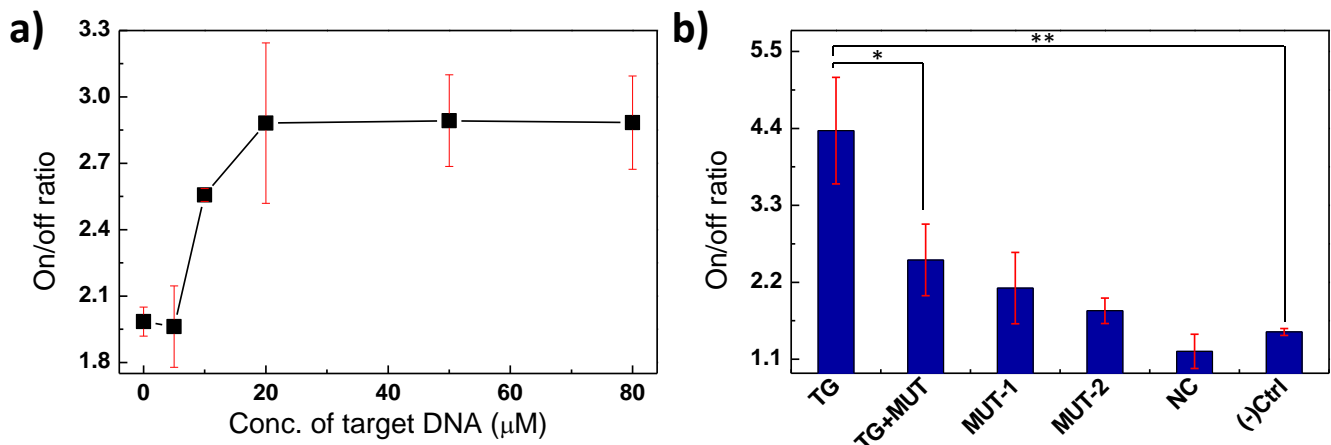 a)
On/off ratio
3.3
3.0
2.7
2.4
2.1
1.8
0
20
40
60
80
Conc. of target DNA (μM)
b)
On/off ratio
5.5
4.4
3.3
2.2
1.1
*
**
TG
TG+MUT
MUT-1
MUT-2
NC
(-)Ctrl